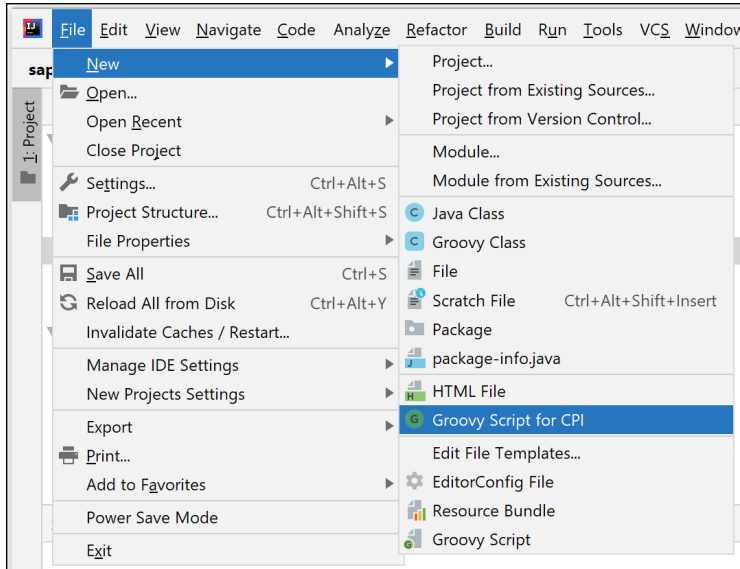 IJ File Edit View Navigate Code Analyze Refactor Build Run Tools VCS Window
sap
1: Project
New
Open...
Open Recent
Close Project
Settings... Ctrl+Alt+S
Project Structure... Ctrl+Alt+Shift+S
File Properties
Save All Ctrl+S
Reload All from Disk Ctrl+Alt+Y
Invalidate Caches / Restart...
Manage IDE Settings
New Projects Settings
Export
Print...
Add to Favorites
Power Save Mode
Exit
Project...
Project from Existing Sources...
Project from Version Control...
Module...
Module from Existing Sources...
C Java Class
C Groovy Class
File
Scratch File Ctrl+Alt+Shift+Insert
Package
J package-info.java
H HTML File
G Groovy Script for CPI
Edit File Templates...
EditorConfig File
Resource Bundle
G Groovy Script